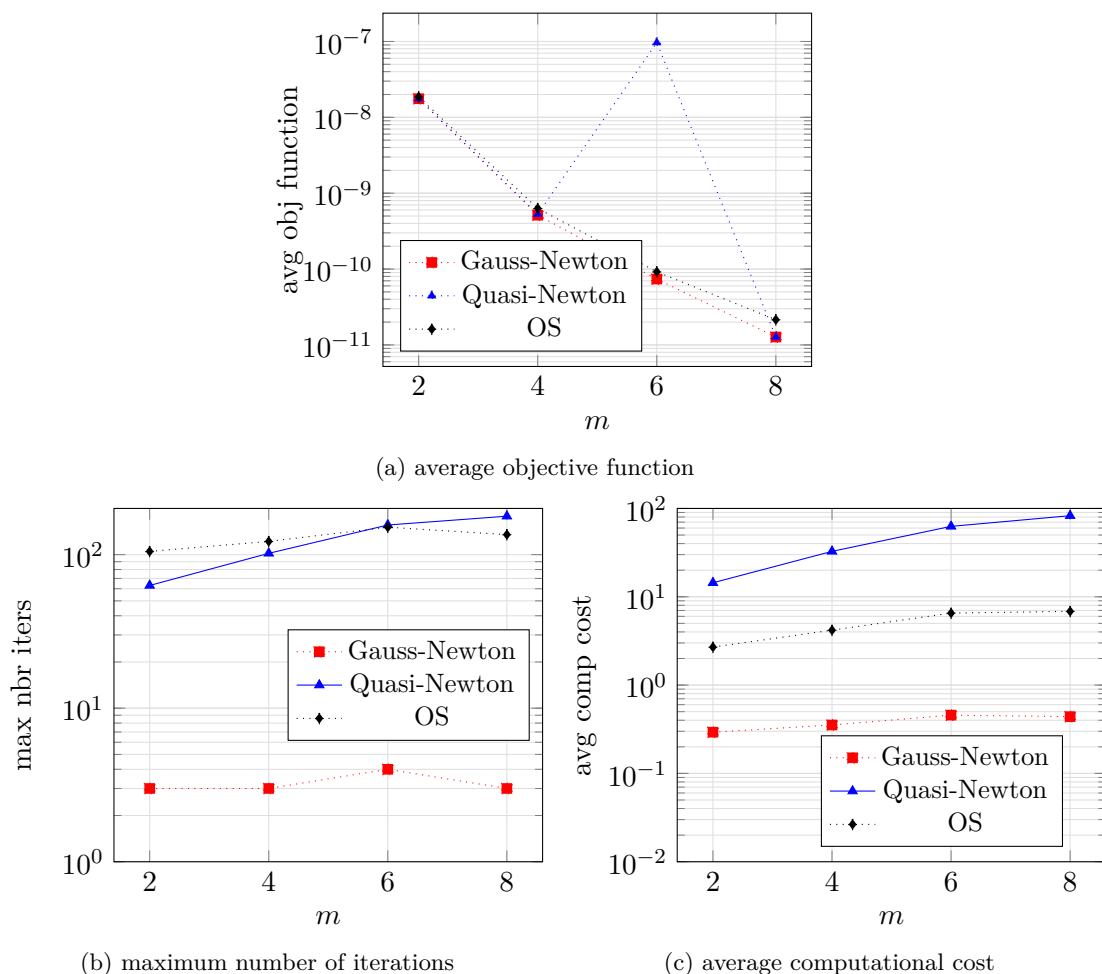 10^{-7}
10^{-8}
10^{-9}
10^{-10}
10^{-11}
avg obj function
Gauss-Newton
Quasi-Newton
OS
2 4 6 8
m
(a) average objective function
10^2
10^1
10^0
max nbr iters
Gauss-Newton
Quasi-Newton
OS
2 4 6 8
m
(b) maximum number of iterations
10^2
10^1
10^0
10^{-1}
10^{-2}
avg comp cost
Gauss-Newton
Quasi-Newton
OS
2 4 6 8
m
(c) average computational cost